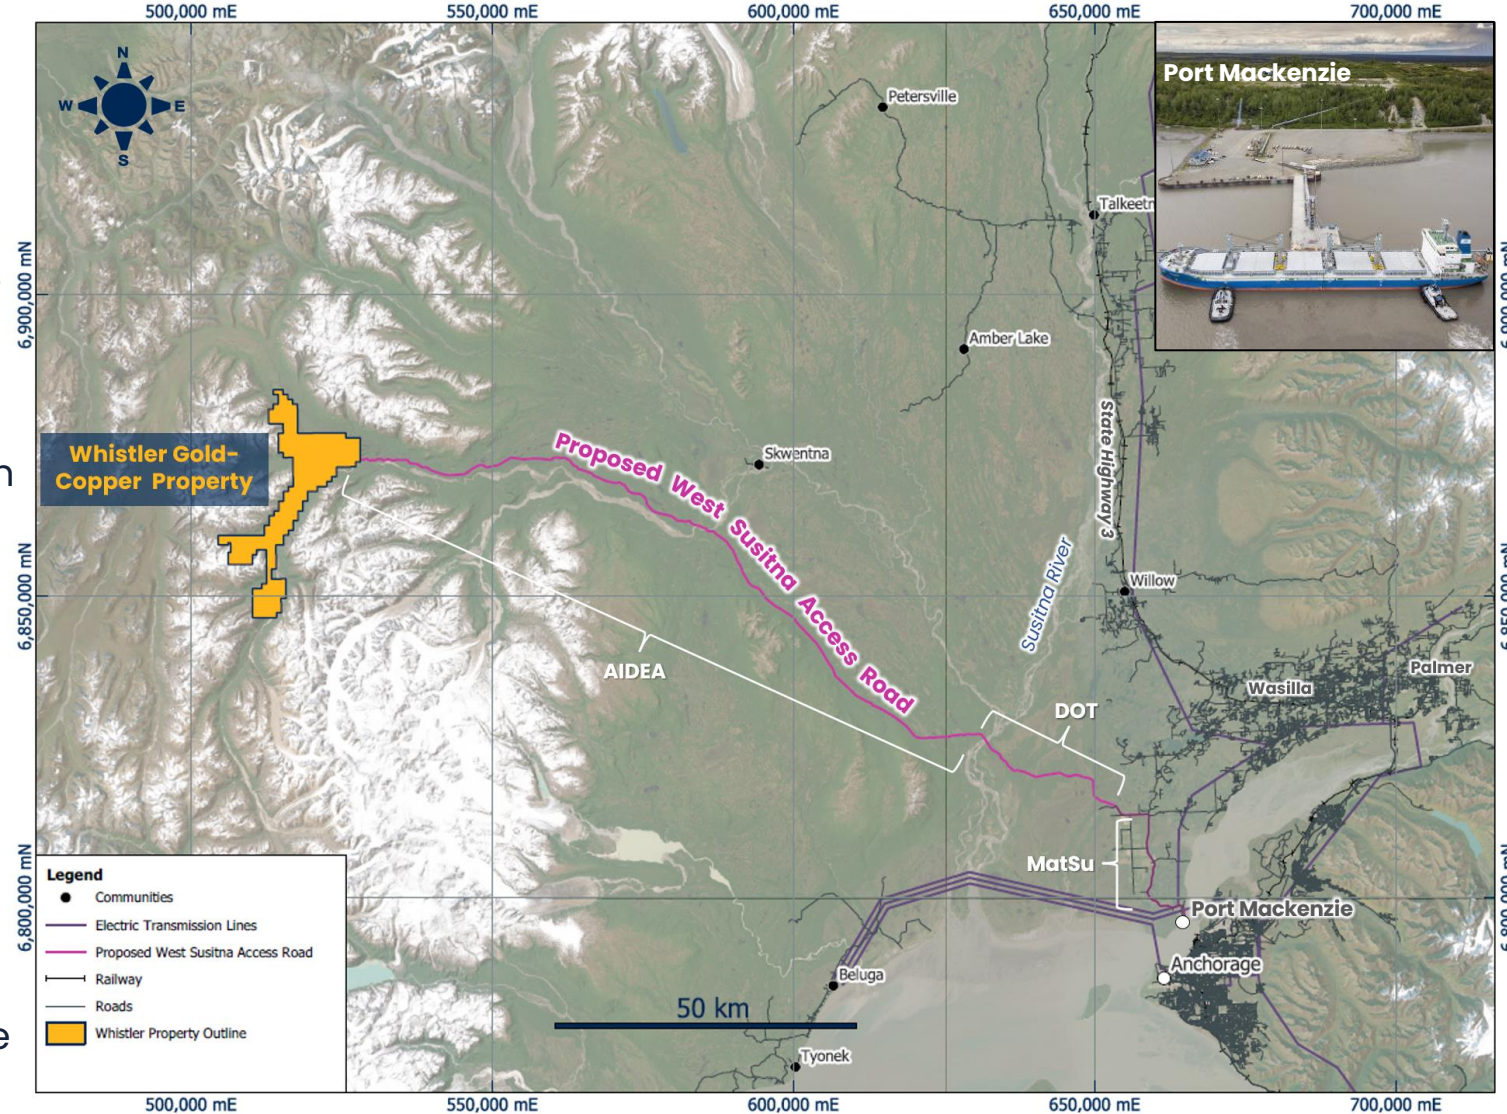 500,000 mE
550,000 mE
600,000 mE
650,000 mE
700,000 mE
N
W
E
S
Port Mackenzie
Petersville
Talkeetn
6,900,000 mN
Amber Lake
State Highway 3
Whistler Gold-
Copper Property
n
Proposed West Susitna Access Road
Skwentna
Susitna River
Willow
6,850,000 mN
AIDEA
Palmer
Wasilla
DOT
MatSu
6,800,000 mN
Port Mackenzie
Anchorage
Beluga
50 km
Tyonek
e
Legend
Communities
Electric Transmission Lines
Proposed West Susitna Access Road
Railway
Roads
Whistler Property Outline
500,000 mE
550,000 mE
600,000 mE
650,000 mE
700,000 mE